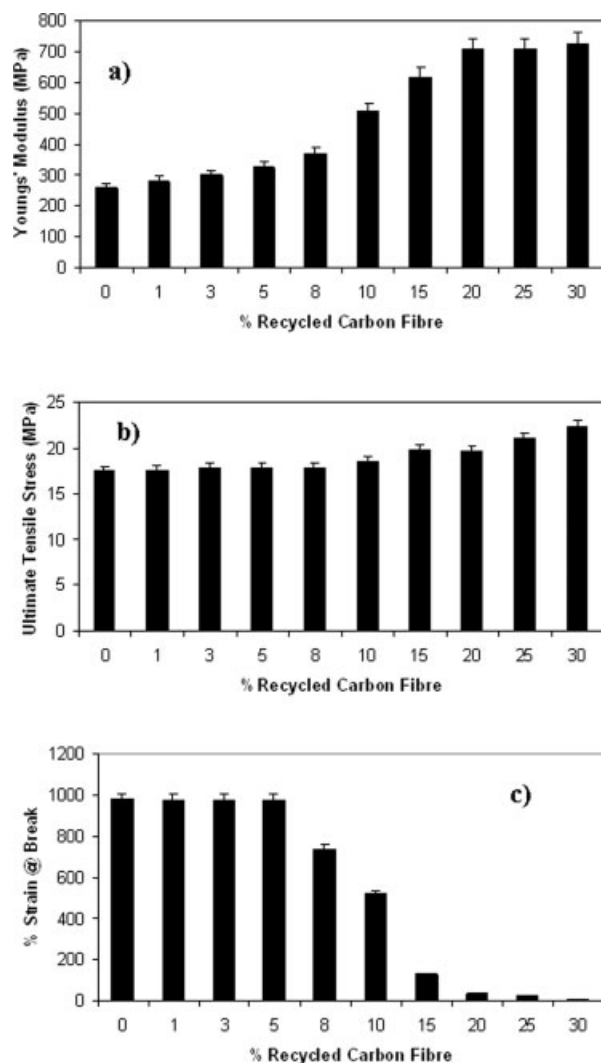 a)
Youngs' Modulus (MPa)
800
700
600
500
400
300
200
100
0
0 1 3 5 8 10 15 20 25 30
% Recycled Carbon Fibre
b)
Ultimate Tensile Stress (MPa)
25
20
15
10
5
0
0 1 3 5 8 10 15 20 25 30
% Recycled Carbon Fibre
c)
% Strain @ Break
1200
1000
800
600
400
200
0
0 1 3 5 8 10 15 20 25 30
% Recycled Carbon Fibre